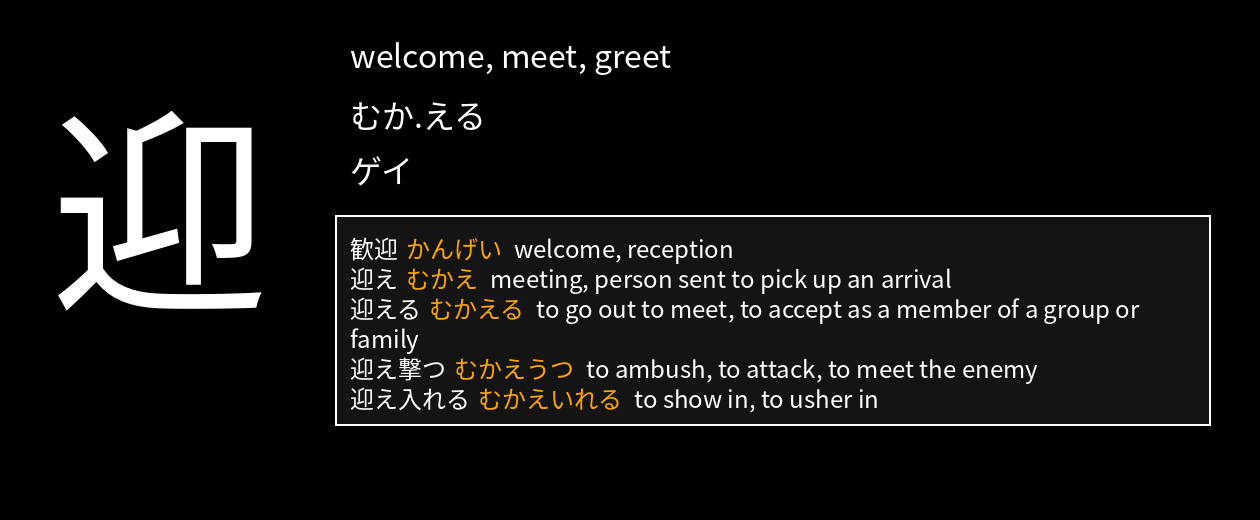 迎
welcome, meet, greet
むか.える
ゲイ
歓迎 かんげい welcome, reception
迎え むかえ meeting, person sent to pick up an arrival
迎える むかえる to go out to meet, to accept as a member of a group or
family
迎え撃つ むかえうつ to ambush, to attack, to meet the enemy
迎え入れる むかえいれる to show in, to usher in